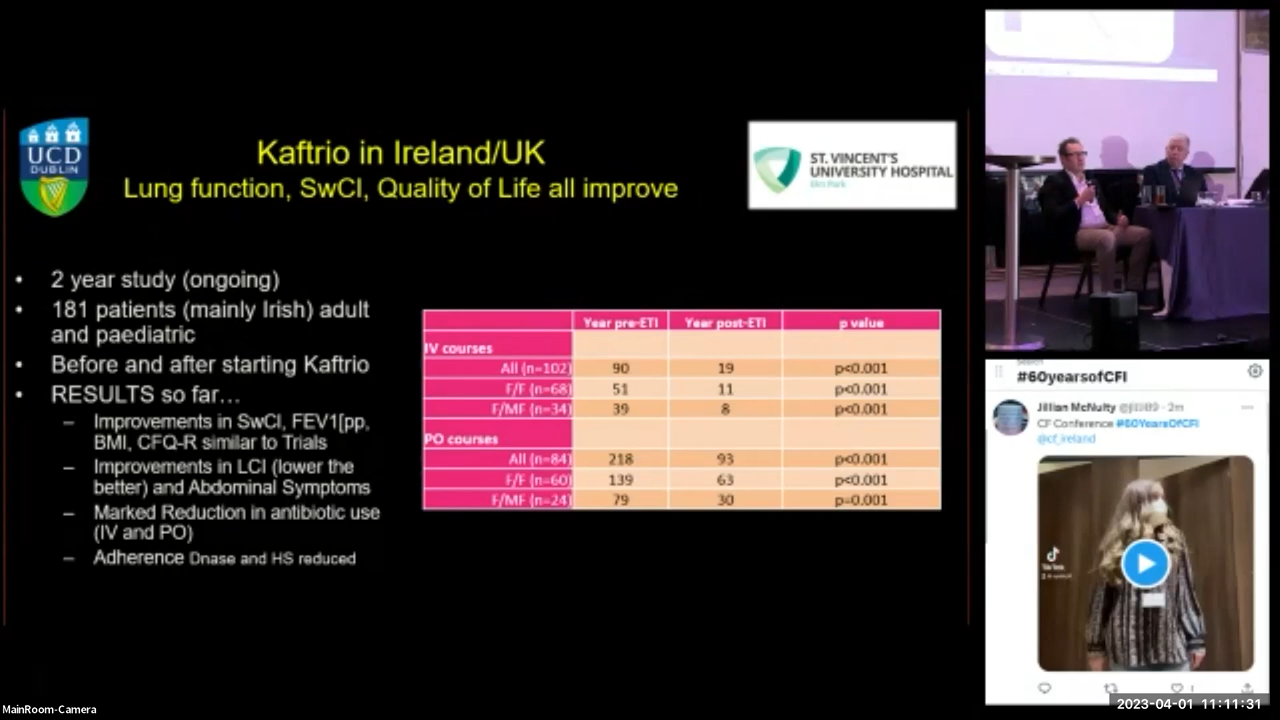 UCD
DUBLIN
Kaftrio in Ireland/UK
Lung function, SwCl, Quality of Life all improve
ST. VINCENT'S
UNIVERSITY HOSPITAL
Elm Park
• 2 year study (ongoing)
• 181 patients (mainly Irish) adult
and paediatric
• Before and after starting Kaftrio
• RESULTS so far…
– Improvements in SwCl, FEV1[pp,
BMI, CFQ-R similar to Trials
– Improvements in LCI (lower the
better) and Abdominal Symptoms
– Marked Reduction in antibiotic use
(IV and PO)
– Adherence Dnase and HS reduced
Year pre-ETI Year post-ETI p value
IV courses
All (n=102) 90 19 p<0.001
F/F (n=68) 51 11 p<0.001
F/MF (n=34) 39 8 p<0.001
PO courses
All (n=84) 218 93 p<0.001
F/F (n=60) 139 63 p<0.001
F/MF (n=24) 79 30 p=0.001
Search
#60yearsofCFI
Jillian McNulty · 2m
CF Conference #60YearsOfCFI
@cf_ireland
TikTok
1
MainRoom-Camera
2023-04-01 11:11:31